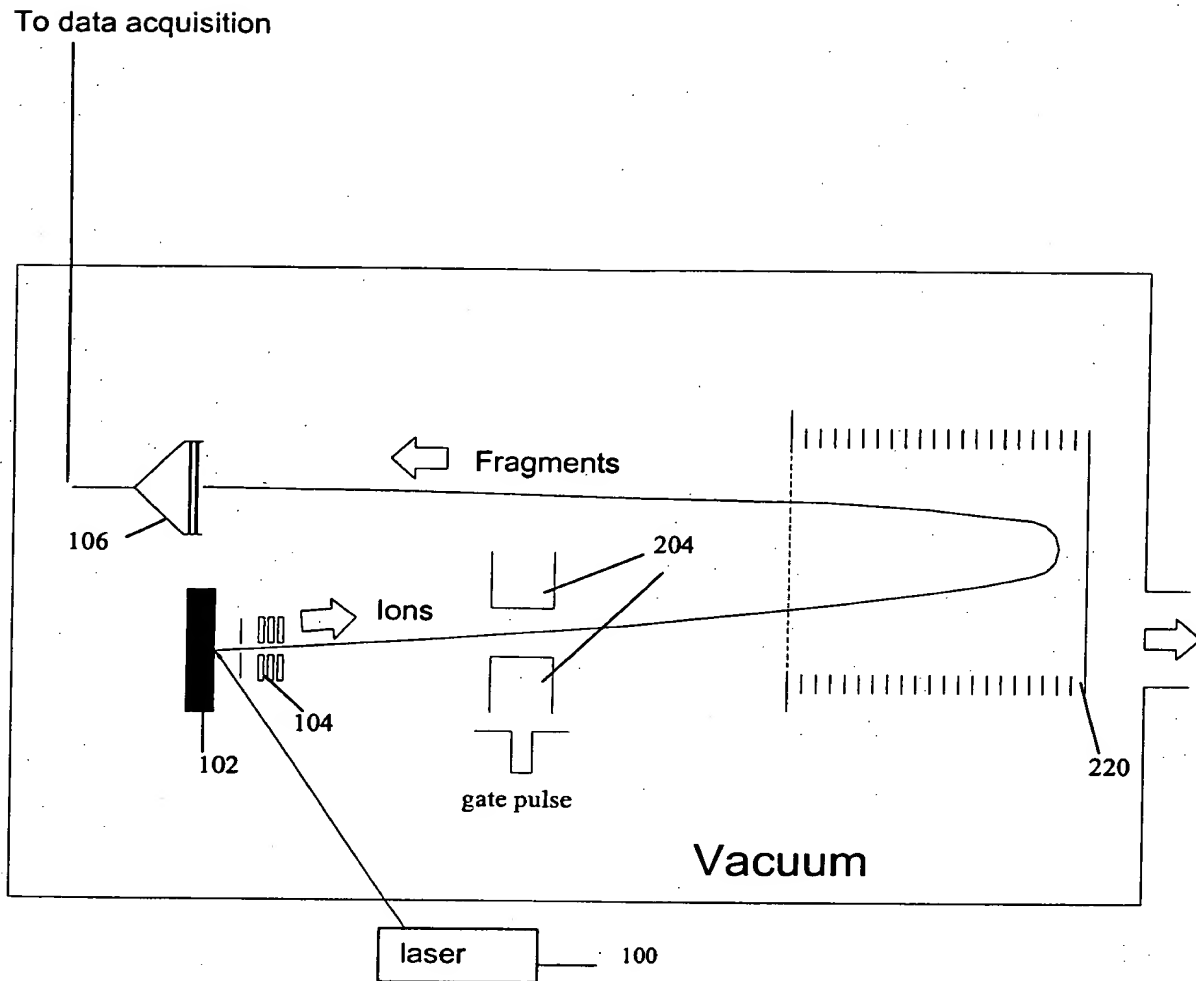 To data acquisition
Fragments
106
204
Ions
104
102
220
gate pulse
Vacuum
laser
100